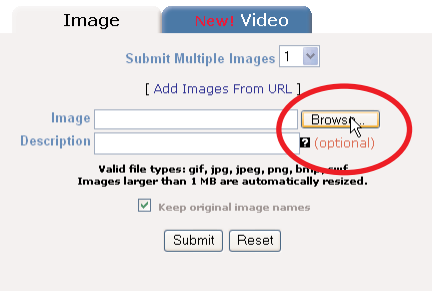 Image New! Video
Submit Multiple Images 1
[ Add Images From URL ]
Image Browse...
Description ? (optional)
Valid file types: gif, jpg, jpeg, png, bmp, swf
Images larger than 1 MB are automatically resized.
Keep original image names
Submit Reset